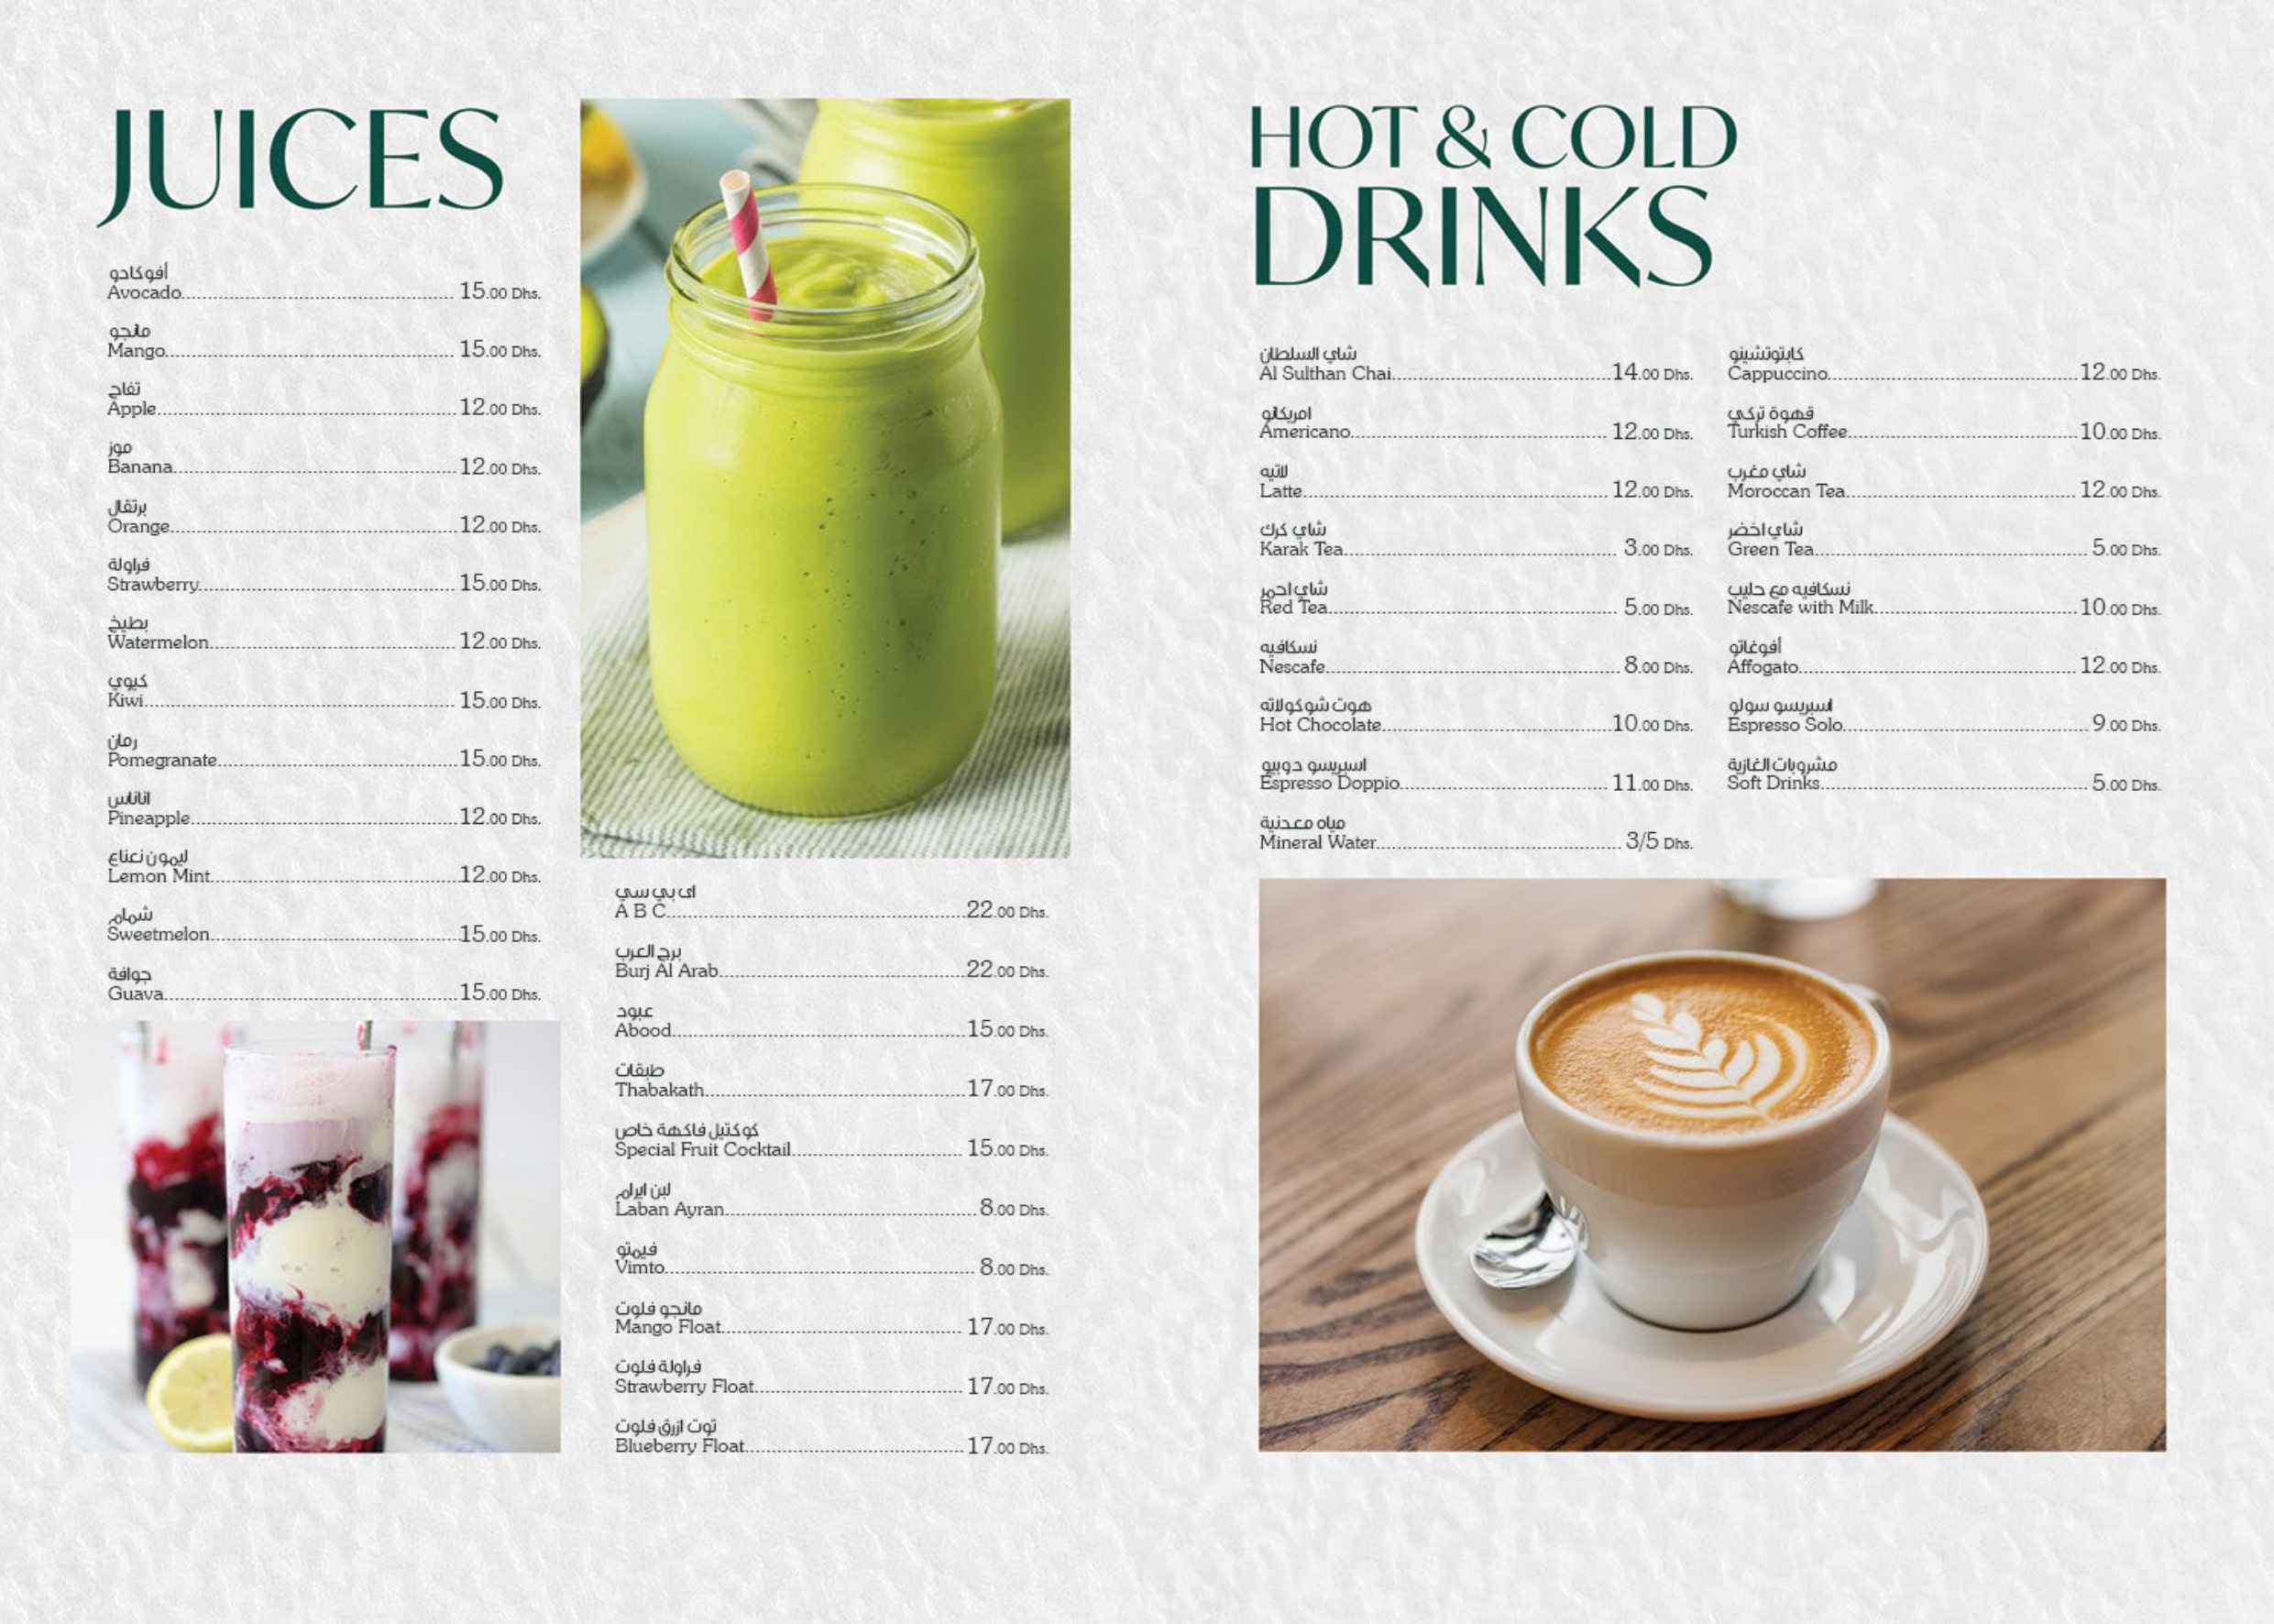 JUICES
أفوكادو
Avocado 15.00 Dhs.
مانجو
Mango 15.00 Dhs.
تفاح
Apple 12.00 Dhs.
موز
Banana 12.00 Dhs.
برتقال
Orange 12.00 Dhs.
فراولة
Strawberry 15.00 Dhs.
بطيخ
Watermelon 12.00 Dhs.
كيوي
Kiwi 15.00 Dhs.
رمان
Pomegranate 15.00 Dhs.
اناناس
Pineapple 12.00 Dhs.
ليمون نعناع
Lemon Mint 12.00 Dhs.
شمام
Sweetmelon 15.00 Dhs.
جوافة
Guava 15.00 Dhs.
اى بي سي
A B C 22.00 Dhs.
برج العرب
Burj Al Arab 22.00 Dhs.
عبود
Abood 15.00 Dhs.
طبقات
Thabakath 17.00 Dhs.
كوكتيل فاكهة خاص
Special Fruit Cocktail 15.00 Dhs.
لبن ايرام
Laban Ayran 8.00 Dhs.
فيمتو
Vimto 8.00 Dhs.
مانجو فلوت
Mango Float 17.00 Dhs.
فراولة فلوت
Strawberry Float 17.00 Dhs.
توت ازرق فلوت
Blueberry Float 17.00 Dhs.
HOT & COLD
DRINKS
شاي السلطان
Al Sulthan Chai 14.00 Dhs.
امريكانو
Americano 12.00 Dhs.
لاتيه
Latte 12.00 Dhs.
شاي كرك
Karak Tea 3.00 Dhs.
شاي احمر
Red Tea 5.00 Dhs.
نسكافيه
Nescafe 8.00 Dhs.
هوت شوكولاته
Hot Chocolate 10.00 Dhs.
اسبريسو دوبيو
Espresso Doppio 11.00 Dhs.
مياه معدنية
Mineral Water 3/5 Dhs.
كابتوتشينو
Cappuccino 12.00 Dhs.
قهوة تركي
Turkish Coffee 10.00 Dhs.
شاي مغرب
Moroccan Tea 12.00 Dhs.
شاي اخضر
Green Tea 5.00 Dhs.
نسكافيه مع حليب
Nescafe with Milk 10.00 Dhs.
أفوغاتو
Affogato 12.00 Dhs.
اسبريسو سولو
Espresso Solo 9.00 Dhs.
مشروبات الغازية
Soft Drinks 5.00 Dhs.